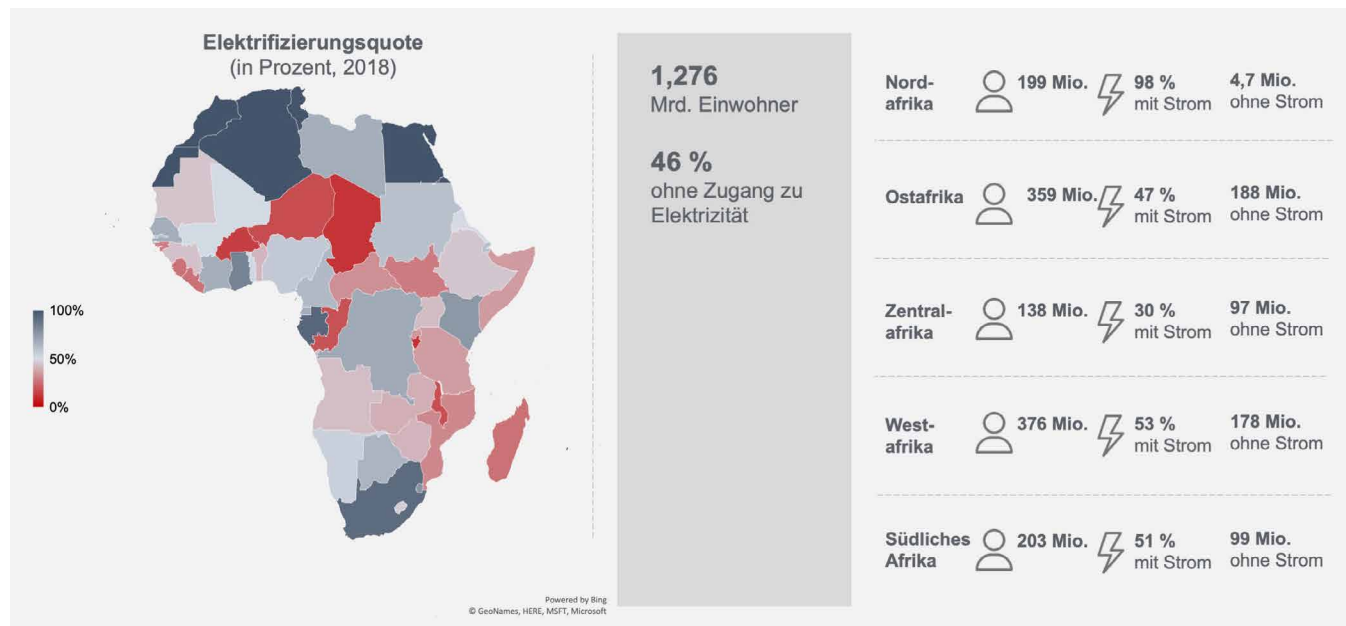 Elektrifizierungsquote
(in Prozent, 2018)
100%
50%
0%
Powered by Bing
© GeoNames, HERE, MSFT, Microsoft
1,276
Mrd. Einwohner
46 %
ohne Zugang zu
Elektrizität
Nord-
afrika
199 Mio.
98 %
mit Strom
4,7 Mio.
ohne Strom
Ostafrika
359 Mio.
47 %
mit Strom
188 Mio.
ohne Strom
Zentral-
afrika
138 Mio.
30 %
mit Strom
97 Mio.
ohne Strom
West-
afrika
376 Mio.
53 %
mit Strom
178 Mio.
ohne Strom
Südliches
Afrika
203 Mio.
51 %
mit Strom
99 Mio.
ohne Strom